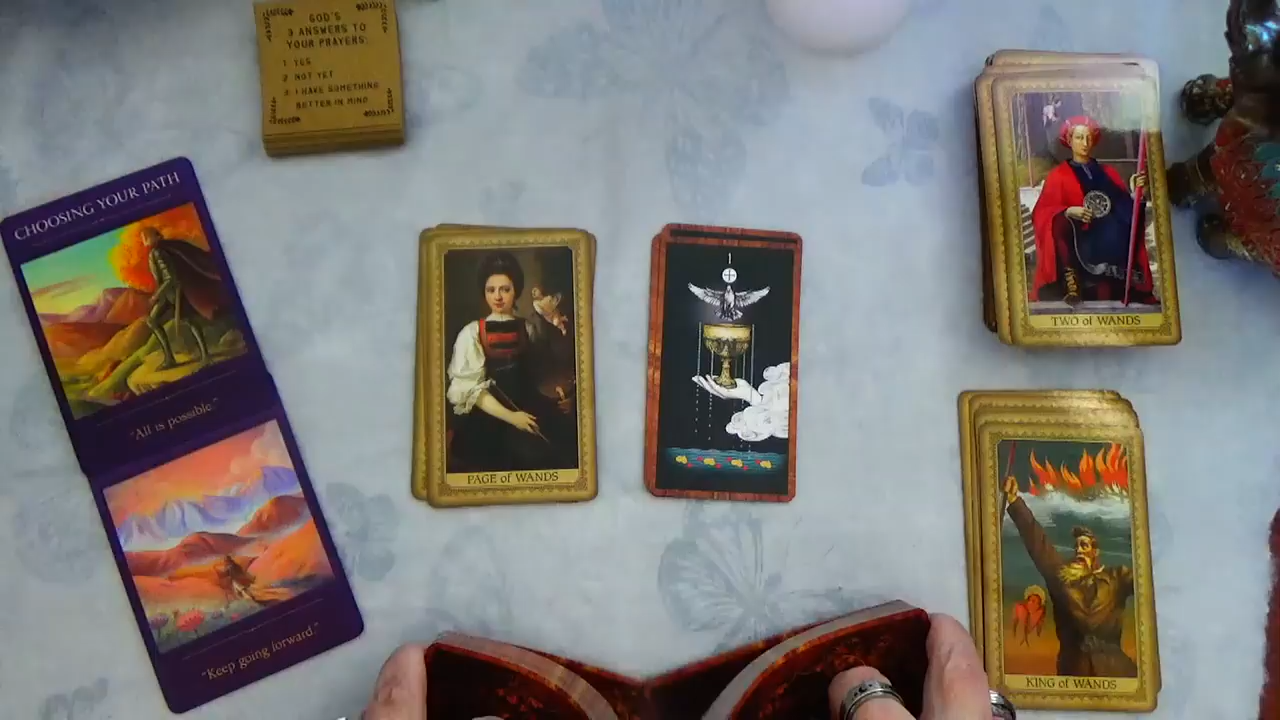 GOD'S
3 ANSWERS TO
YOUR PRAYERS:
1 YES
2 NOT YET
3 I HAVE SOMETHING
BETTER IN MIND
CHOOSING YOUR PATH
"All is possible."
"Keep going forward."
PAGE of WANDS
1
TWO of WANDS
KING of WANDS